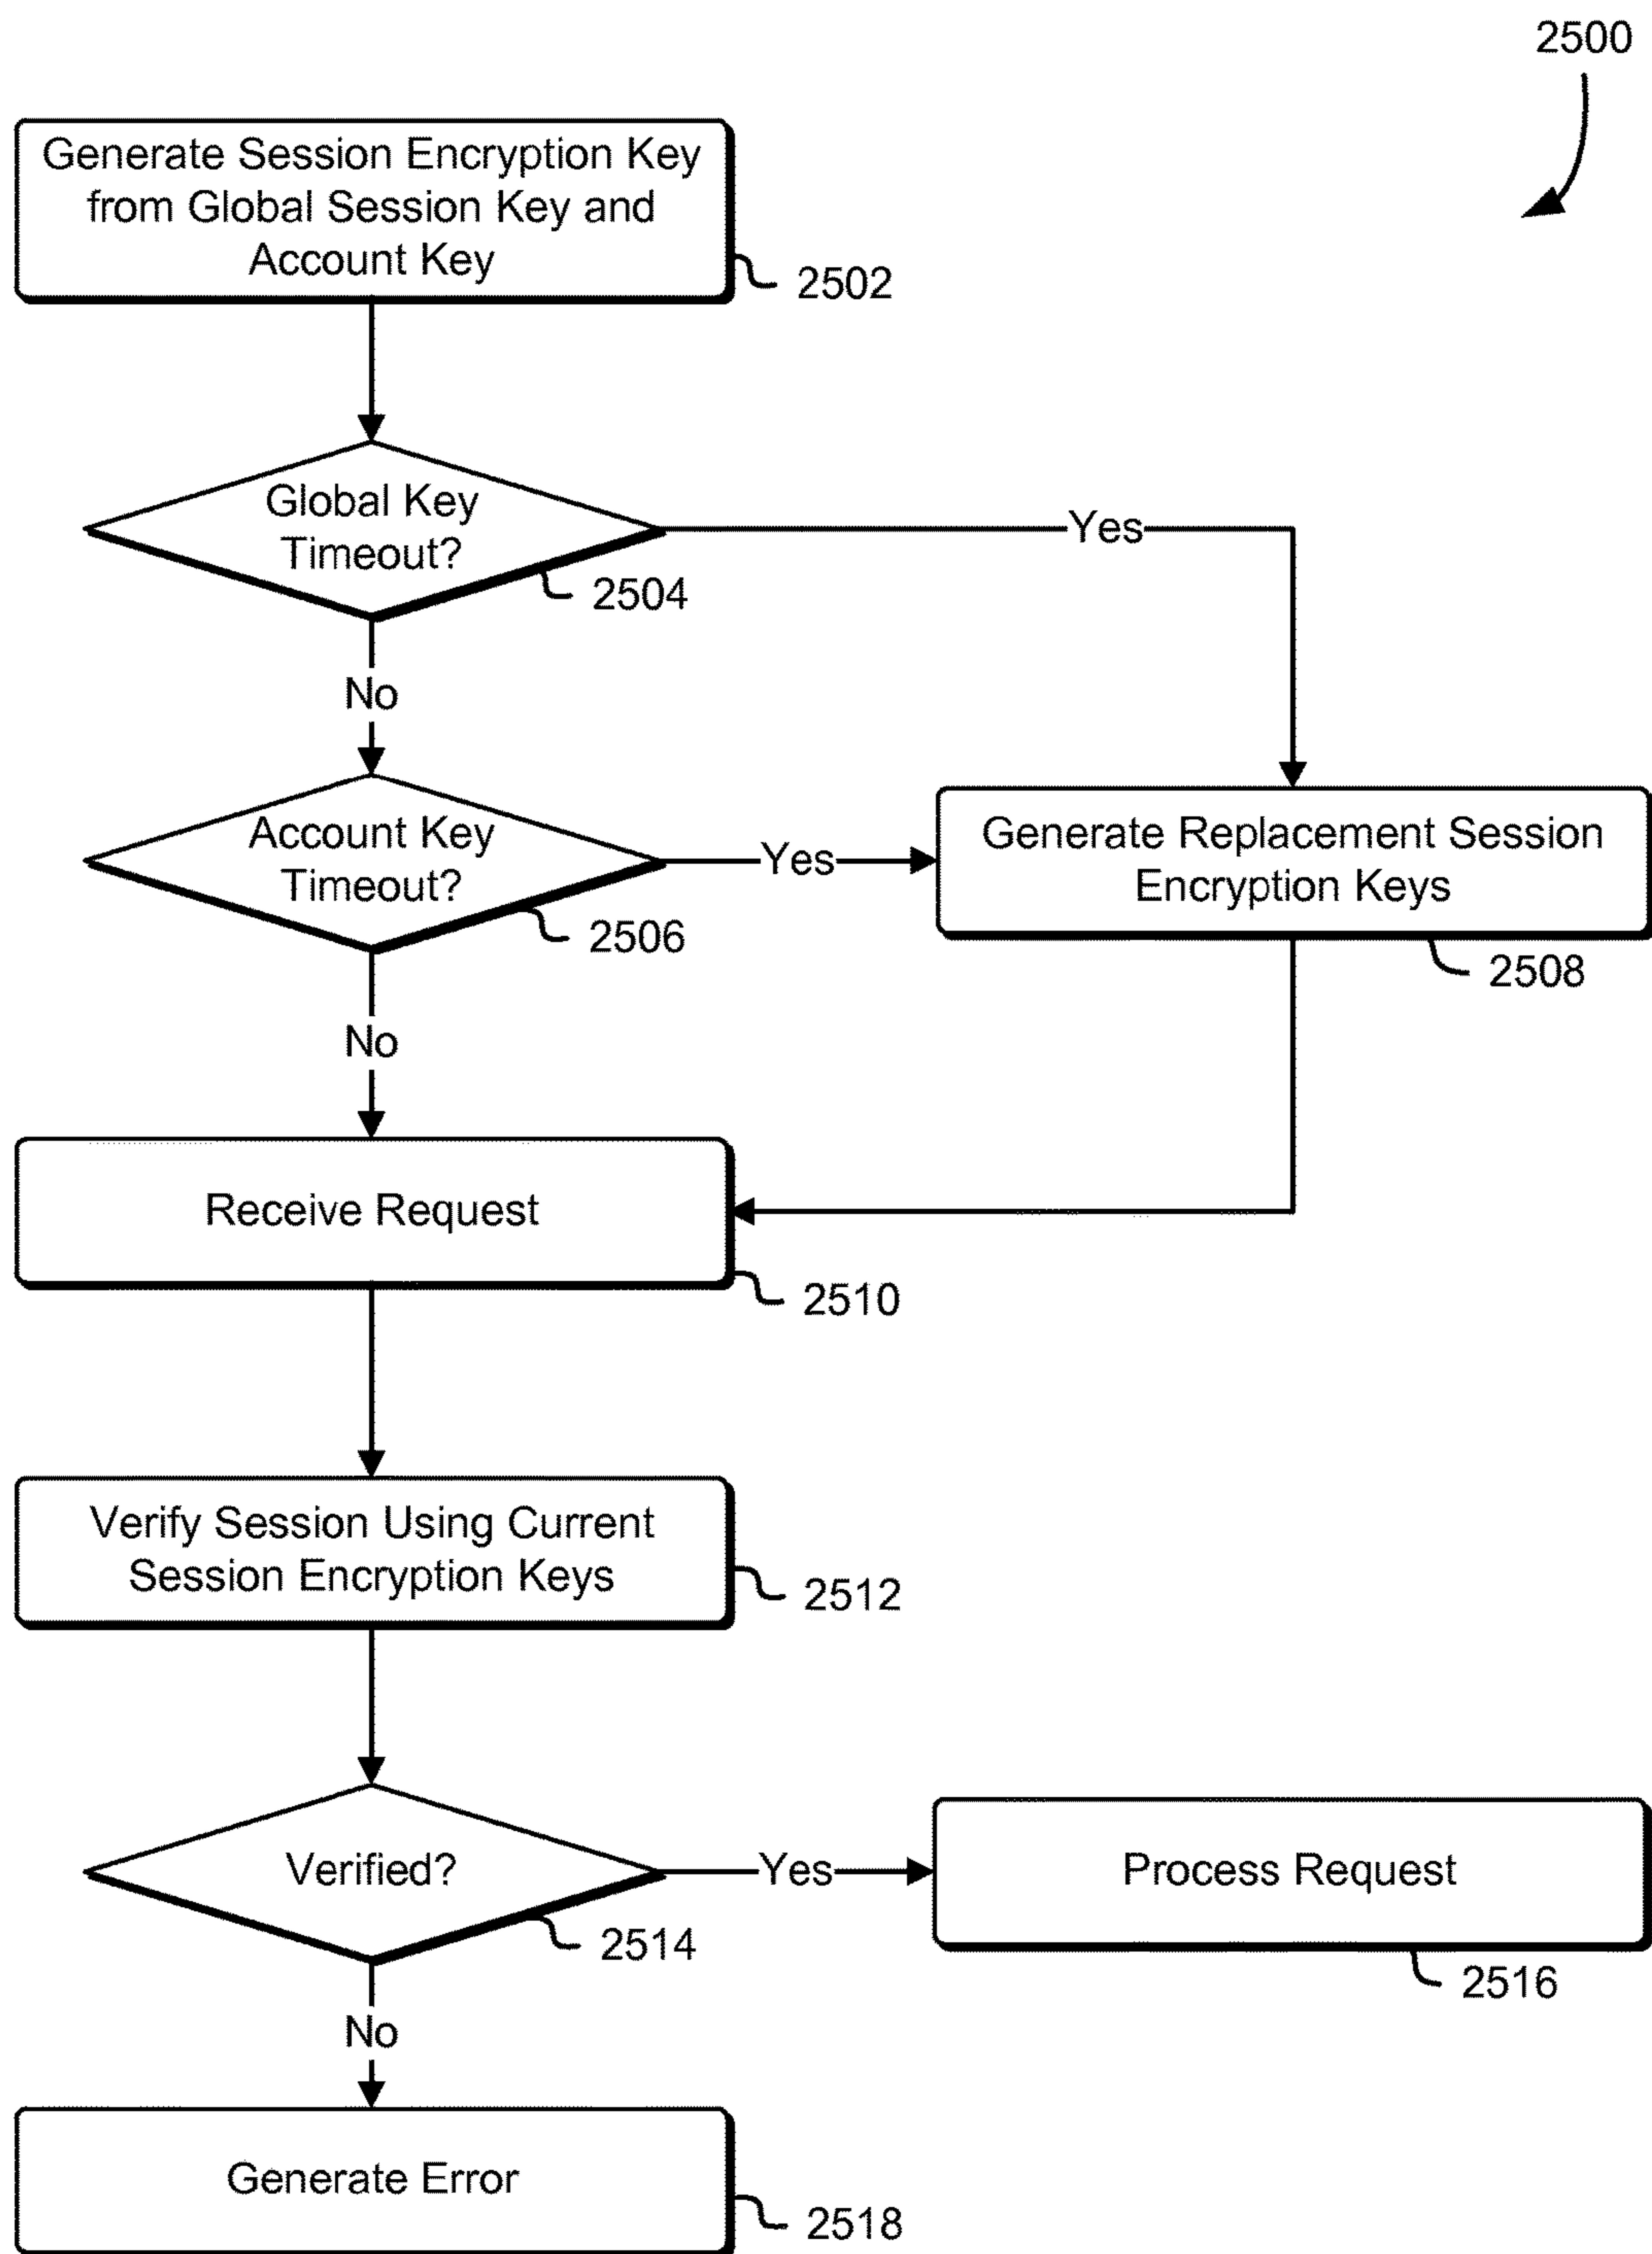 2500
Generate Session Encryption Key
from Global Session Key and
Account Key
2502
Global Key
Timeout?
2504
Yes
No
Account Key
Timeout?
2506
Yes
Generate Replacement Session
Encryption Keys
2508
No
Receive Request
2510
Verify Session Using Current
Session Encryption Keys
2512
Verified?
2514
Yes
Process Request
2516
No
Generate Error
2518